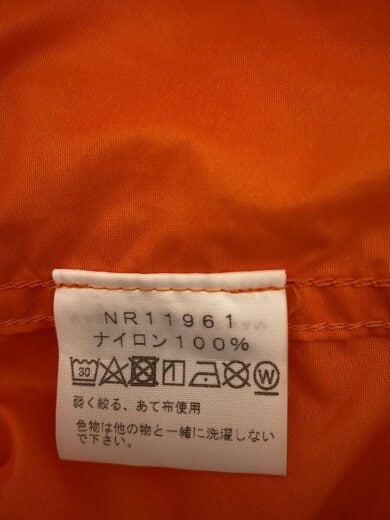 NR11961
ナイロン100%
30 W
弱く絞る、あて布使用
色物は他の物と一緒に洗濯しない
で下さい。